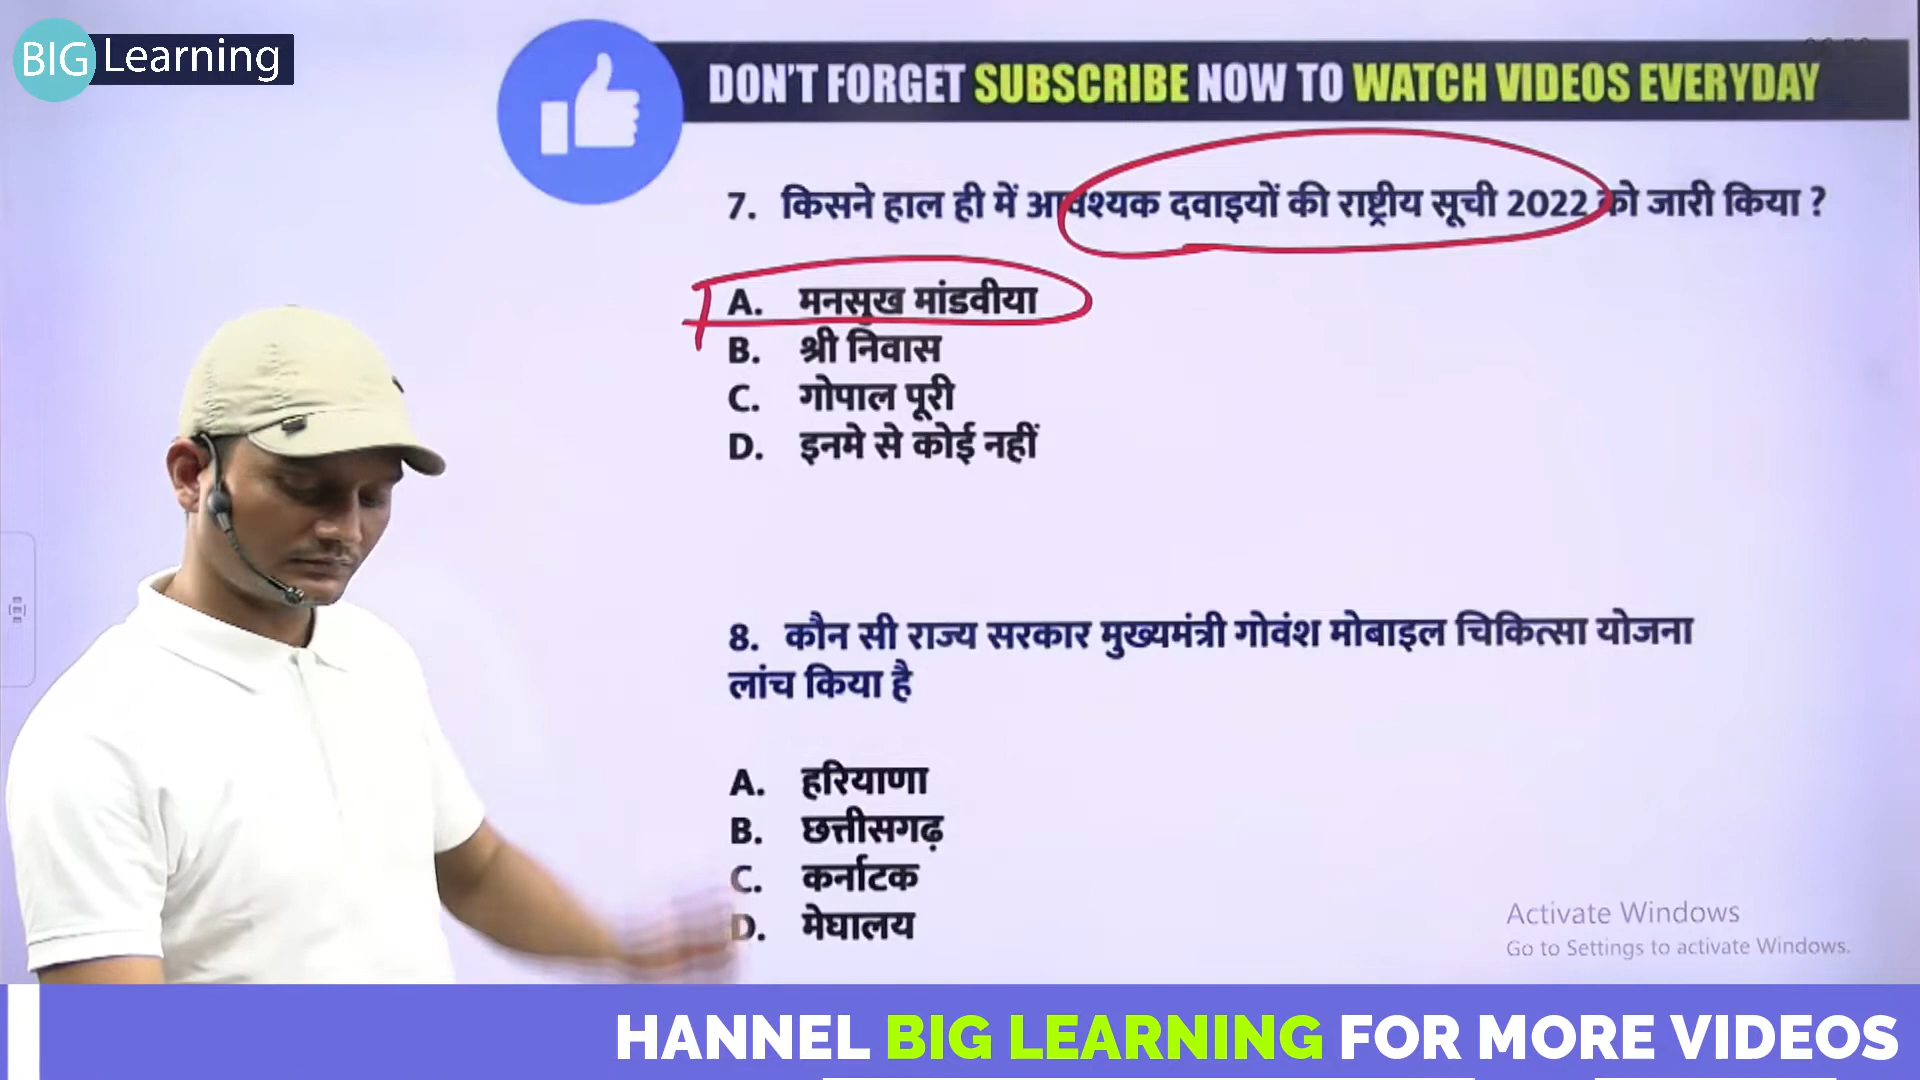 BIG Learning
DON'T FORGET SUBSCRIBE NOW TO WATCH VIDEOS EVERYDAY
7. किसने हाल ही में आवश्यक दवाइयों की राष्ट्रीय सूची 2022 को जारी किया ?
A. मनसुख मांडवीया
B. श्री निवास
C. गोपाल पूरी
D. इनमे से कोई नहीं
8. कौन सी राज्य सरकार मुख्यमंत्री गोवंश मोबाइल चिकित्सा योजना
लांच किया है
A. हरियाणा
B. छत्तीसगढ़
C. कर्नाटक
D. मेघालय
Activate Windows
Go to Settings to activate Windows.
HANNEL BIG LEARNING FOR MORE VIDEOS